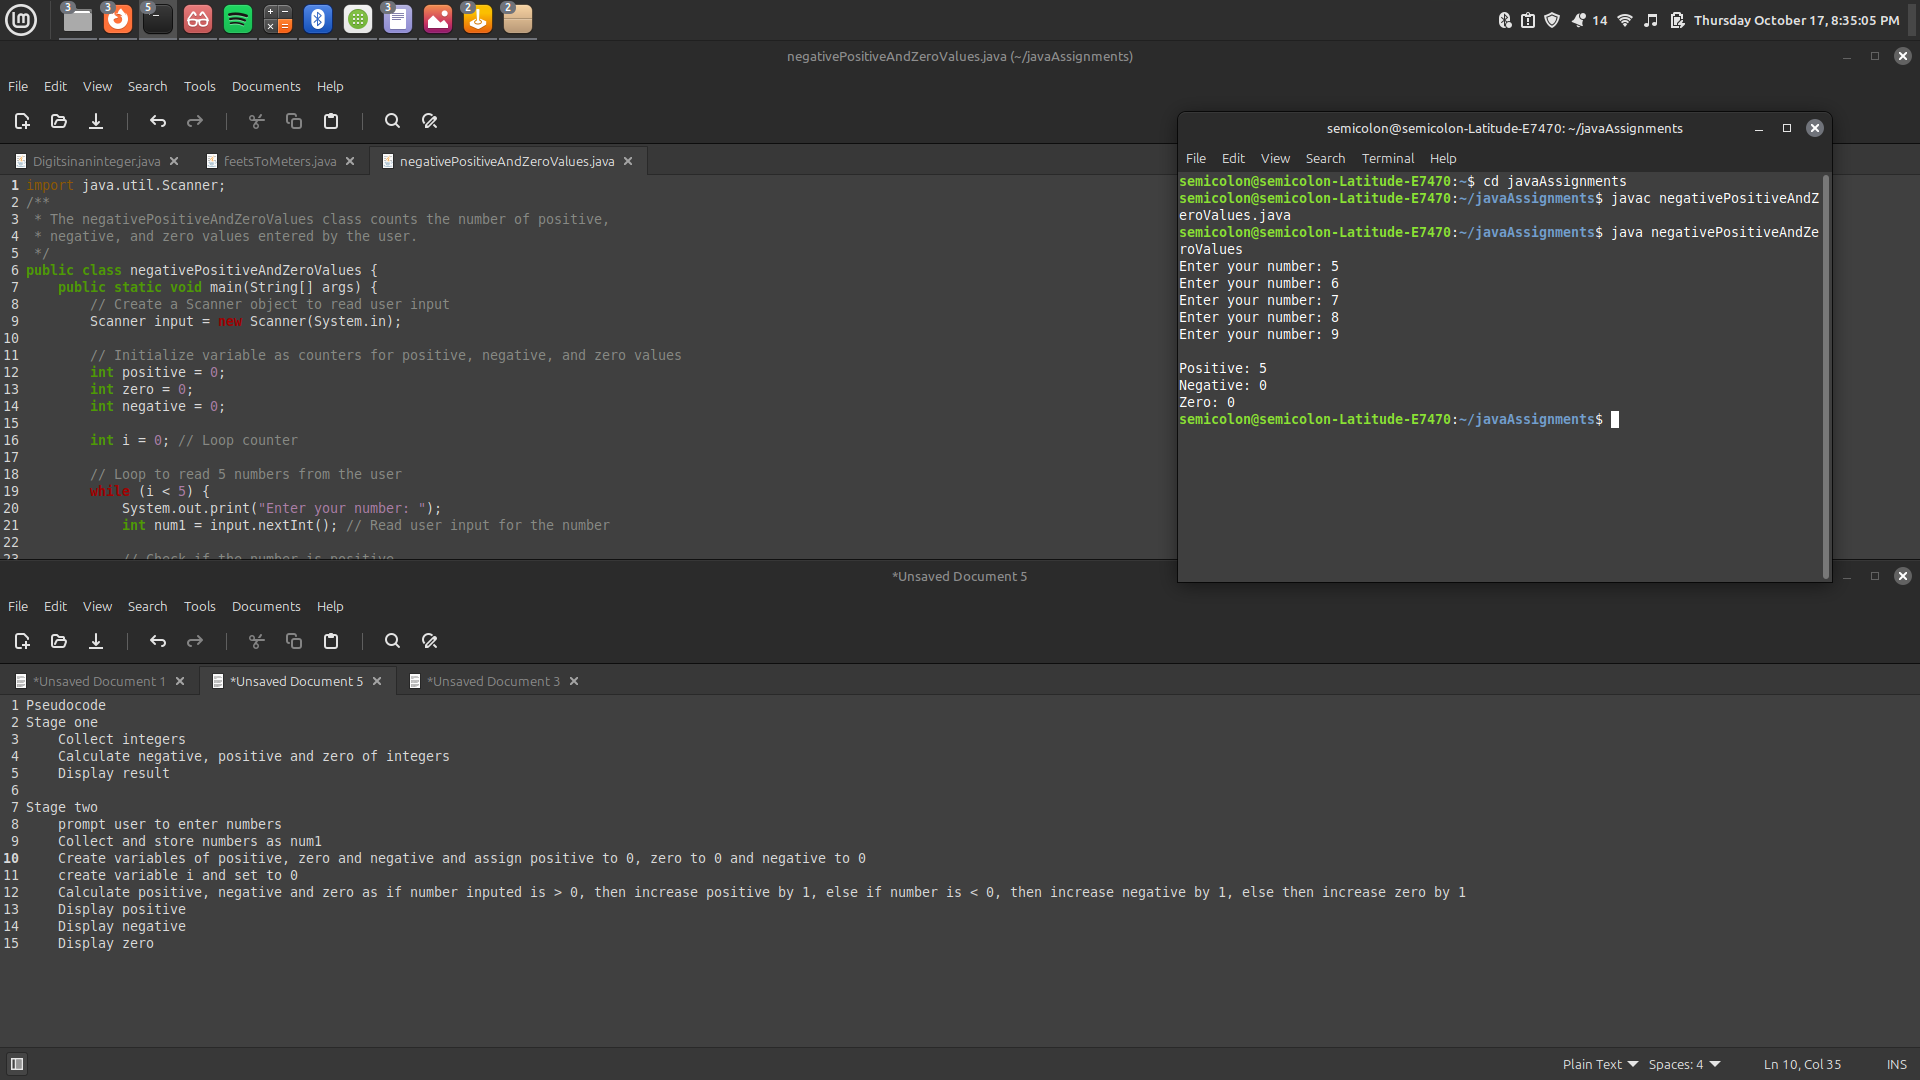 3 3 5 3 2 2
14 Thursday October 17, 8:35:05 PM
negativePositiveAndZeroValues.java (~/javaAssignments)
File Edit View Search Tools Documents Help
Digitsinaninteger.java feetsToMeters.java negativePositiveAndZeroValues.java
1 import java.util.Scanner;
2 /**
3  * The negativePositiveAndZeroValues class counts the number of positive,
4  * negative, and zero values entered by the user.
5  */
6 public class negativePositiveAndZeroValues {
7     public static void main(String[] args) {
8         // Create a Scanner object to read user input
9         Scanner input = new Scanner(System.in);
10
11         // Initialize variable as counters for positive, negative, and zero values
12         int positive = 0;
13         int zero = 0;
14         int negative = 0;
15
16         int i = 0; // Loop counter
17
18         // Loop to read 5 numbers from the user
19         while (i < 5) {
20             System.out.print("Enter your number: ");
21             int num1 = input.nextInt(); // Read user input for the number
22
23             // Check if the number is positive
semicolon@semicolon-Latitude-E7470: ~/javaAssignments
File Edit View Search Terminal Help
semicolon@semicolon-Latitude-E7470:~$ cd javaAssignments
semicolon@semicolon-Latitude-E7470:~/javaAssignments$ javac negativePositiveAndZ
eroValues.java
semicolon@semicolon-Latitude-E7470:~/javaAssignments$ java negativePositiveAndZe
roValues
Enter your number: 5
Enter your number: 6
Enter your number: 7
Enter your number: 8
Enter your number: 9
Positive: 5
Negative: 0
Zero: 0
semicolon@semicolon-Latitude-E7470:~/javaAssignments$
*Unsaved Document 5
File Edit View Search Tools Documents Help
*Unsaved Document 1 *Unsaved Document 5 *Unsaved Document 3
1 Pseudocode
2 Stage one
3     Collect integers
4     Calculate negative, positive and zero of integers
5     Display result
6
7 Stage two
8     prompt user to enter numbers
9     Collect and store numbers as num1
10     Create variables of positive, zero and negative and assign positive to 0, zero to 0 and negative to 0
11     create variable i and set to 0
12     Calculate positive, negative and zero as if number inputed is > 0, then increase positive by 1, else if number is < 0, then increase negative by 1, else then increase zero by 1
13     Display positive
14     Display negative
15     Display zero
Plain Text Spaces: 4 Ln 10, Col 35 INS